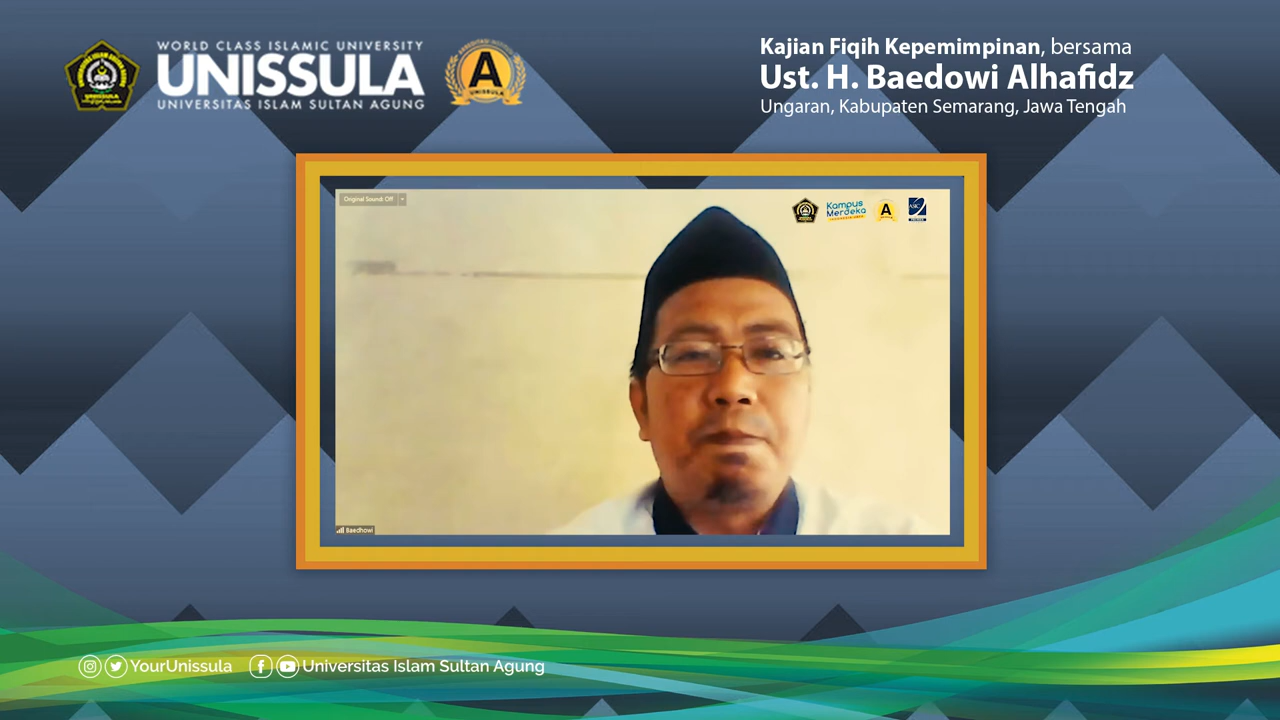 WORLD CLASS ISLAMIC UNIVERSITY
UNISSULA
UNIVERSITAS ISLAM SULTAN AGUNG
A
UNISSULA
Kajian Fiqih Kepemimpinan, bersama
Ust. H. Baedowi Alhafidz
Ungaran, Kabupaten Semarang, Jawa Tengah
Original Sound: Off
Kampus
Merdeka
A
Baedhowi
YourUnissula
Universitas Islam Sultan Agung